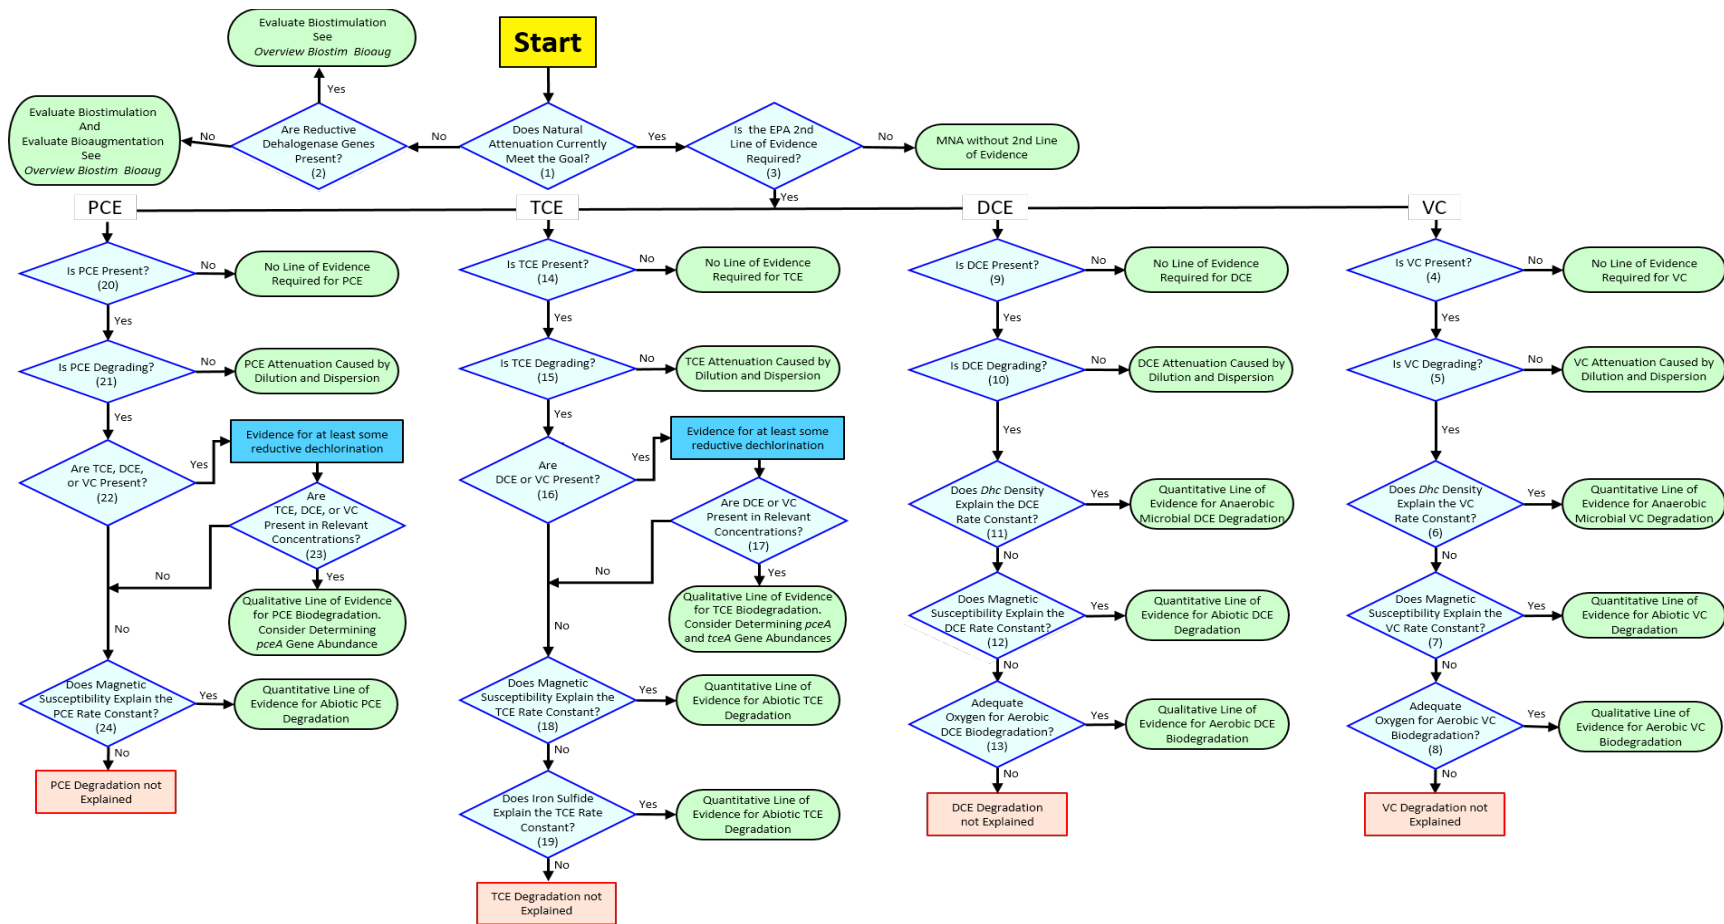 Evaluate Biostimulation
See
Overview Biostim  Bioaug
Start
Yes
Evaluate Biostimulation
And
Evaluate Bioaugmentation
See
Overview Biostim  Bioaug
No
Are Reductive
Dehalogenase Genes
Present?
(2)
No
Does Natural
Attenuation Currently
Meet the Goal?
(1)
Yes
Is  the EPA 2nd
Line of Evidence
Required?
(3)
No
MNA without 2nd Line
of Evidence
Yes
PCE
TCE
DCE
VC
Is PCE Present?
(20)
No
No Line of Evidence
Required for PCE
Yes
Is PCE Degrading?
(21)
No
PCE Attenuation Caused by
Dilution and Dispersion
Yes
Are TCE, DCE,
or VC Present?
(22)
Yes
Evidence for at least some
reductive dechlorination
Are
TCE, DCE, or VC
Present in Relevant
Concentrations?
(23)
No
Yes
Qualitative Line of Evidence
for PCE Biodegradation.
Consider Determining
pceA Gene Abundance
No
Does Magnetic
Susceptibility Explain the
PCE Rate Constant?
(24)
Yes
Quantitative Line of
Evidence for Abiotic PCE
Degradation
No
PCE Degradation not
Explained
Is TCE Present?
(14)
No
No Line of Evidence
Required for TCE
Yes
Is TCE Degrading?
(15)
No
TCE Attenuation Caused by
Dilution and Dispersion
Yes
Are
DCE or VC Present?
(16)
Yes
Evidence for at least some
reductive dechlorination
Are DCE or VC
Present in Relevant
Concentrations?
(17)
No
Yes
Qualitative Line of Evidence
for TCE Biodegradation.
Consider Determining pceA
and tceA Gene Abundances
No
Does Magnetic
Susceptibility Explain the
TCE Rate Constant?
(18)
Yes
Quantitative Line of
Evidence for Abiotic TCE
Degradation
No
Does Iron Sulfide
Explain the TCE Rate
Constant?
(19)
Yes
Quantitative Line of
Evidence for Abiotic TCE
Degradation
No
TCE Degradation not
Explained
Is DCE Present?
(9)
No
No Line of Evidence
Required for DCE
Yes
Is DCE Degrading?
(10)
No
DCE Attenuation Caused by
Dilution and Dispersion
Yes
Does Dhc Density
Explain the DCE
Rate Constant?
(11)
Yes
Quantitative Line of
Evidence for Anaerobic
Microbial DCE Degradation
No
Does Magnetic
Susceptibility Explain the
DCE Rate Constant?
(12)
Yes
Quantitative Line of
Evidence for Abiotic DCE
Degradation
No
Adequate
Oxygen for Aerobic
DCE Biodegradation?
(13)
Yes
Qualitative Line of
Evidence for Aerobic DCE
Biodegradation
No
DCE Degradation
not Explained
Is VC Present?
(4)
No
No Line of Evidence
Required for VC
Yes
Is VC Degrading?
(5)
No
VC Attenuation Caused by
Dilution and Dispersion
Yes
Does Dhc Density
Explain the VC
Rate Constant?
(6)
Yes
Quantitative Line of
Evidence for Anaerobic
Microbial VC Degradation
No
Does Magnetic
Susceptibility Explain the
VC Rate Constant?
(7)
Yes
Quantitative Line of
Evidence for Abiotic VC
Degradation
No
Adequate
Oxygen for Aerobic VC
Biodegradation?
(8)
Yes
Qualitative Line of
Evidence for Aerobic VC
Biodegradation
No
VC Degradation not
Explained